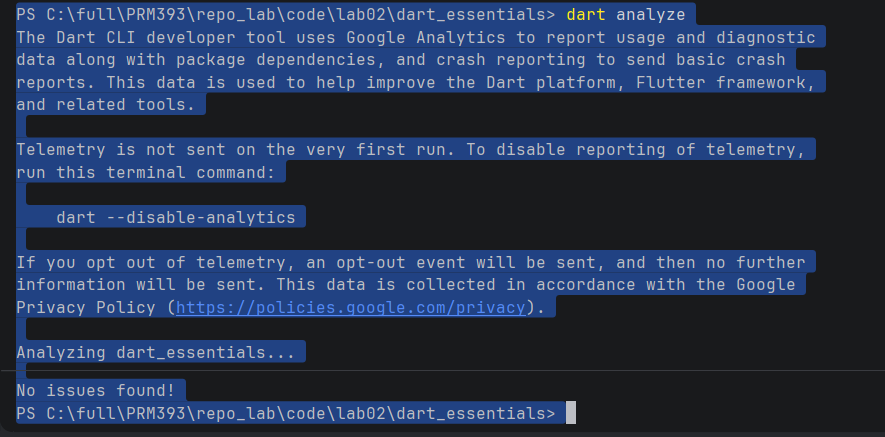 PS C:\full\PRM393\repo_lab\code\lab02\dart_essentials> dart analyze
The Dart CLI developer tool uses Google Analytics to report usage and diagnostic
data along with package dependencies, and crash reporting to send basic crash
reports. This data is used to help improve the Dart platform, Flutter framework,
and related tools.
Telemetry is not sent on the very first run. To disable reporting of telemetry,
run this terminal command:
dart --disable-analytics
If you opt out of telemetry, an opt-out event will be sent, and then no further
information will be sent. This data is collected in accordance with the Google
Privacy Policy (https://policies.google.com/privacy).
Analyzing dart_essentials...
No issues found!
PS C:\full\PRM393\repo_lab\code\lab02\dart_essentials>